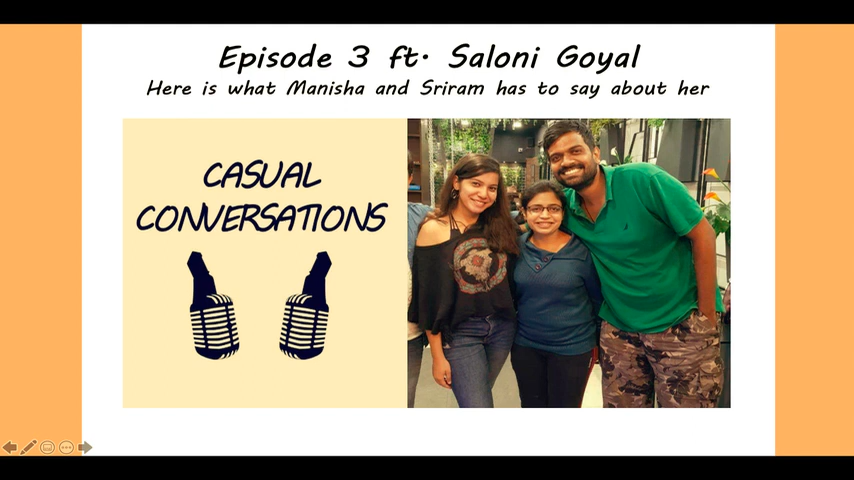 Episode 3 ft. Saloni Goyal
Here is what Manisha and Sriram has to say about her
CASUAL
CONVERSATIONS